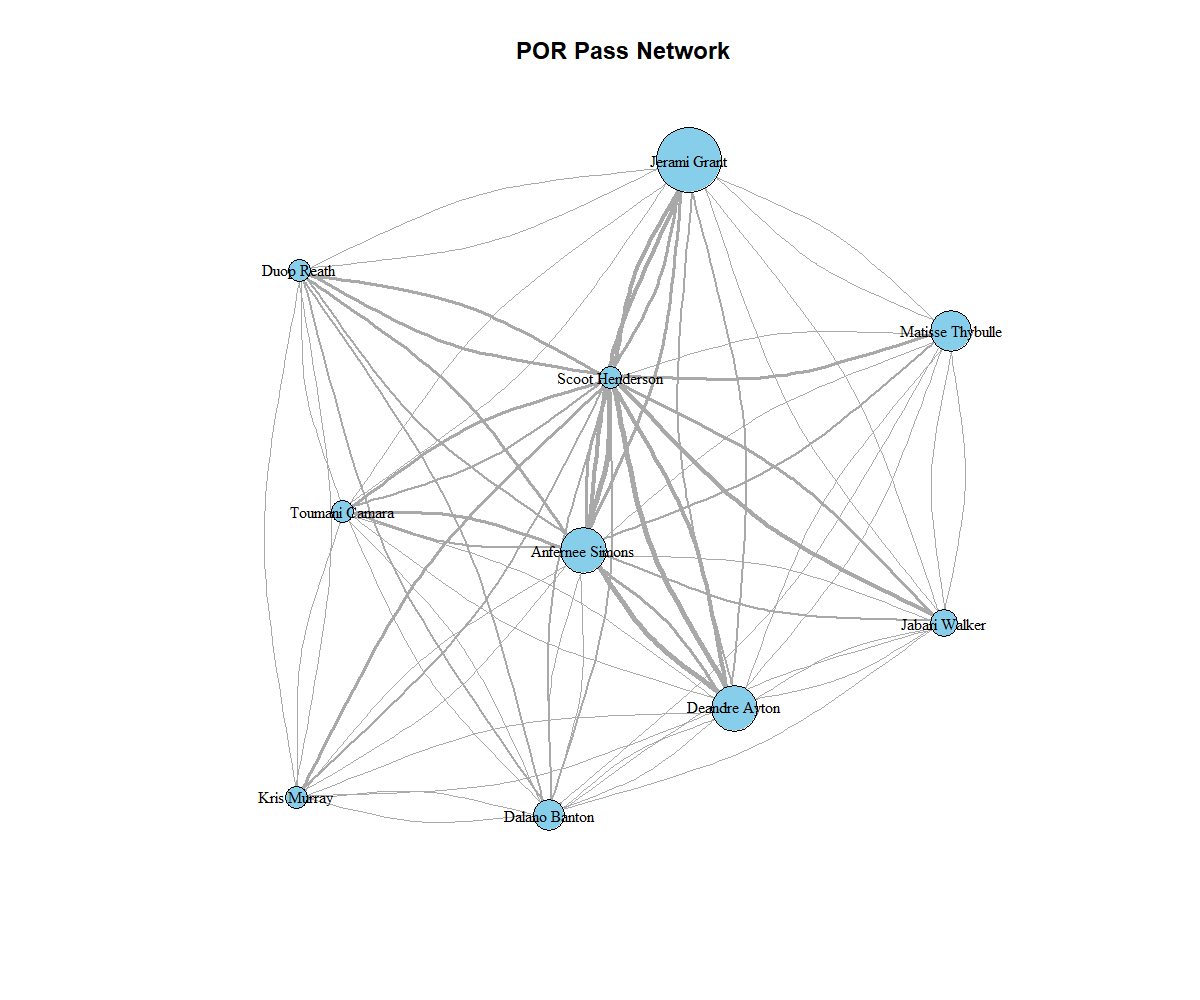 POR Pass Network
Jerami Grant
Duop Reath
Matisse Thybulle
Scoot Henderson
Toumani Camara
Anfernee Simons
Jabari Walker
Deandre Ayton
Kris Murray
Dalano Banton